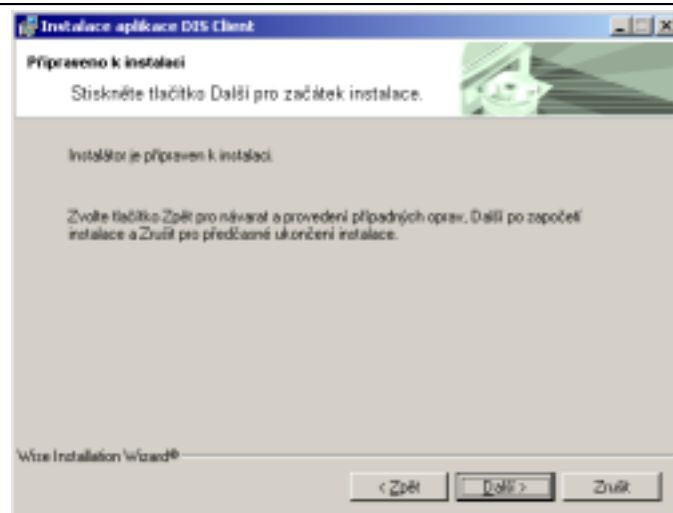 Instalace aplikace DIS Client
Připraveno k instalaci
Stiskněte tlačítko Další pro začátek instalace.
Instalátor je připraven k instalaci.
Zvolte tlačítko Zpět pro návarat a provedení případných oprav, Další po započetí
instalace a Zrušit pro předčasné ukončení instalace.
Wise Installation Wizard®
< Zpět
Další >
Zrušit